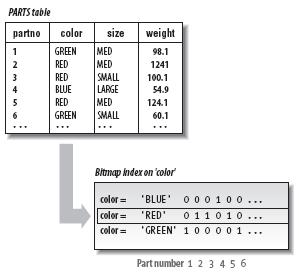 PARTS table
partno color size weight
1 GREEN MED 98.1
2 RED MED 1241
3 RED SMALL 100.1
4 BLUE LARGE 54.9
5 RED MED 124.1
6 GREEN SMALL 60.1
... ... ... ...
Bitmap index on 'color'
color = 'BLUE' 0 0 0 1 0 0 ...
color = 'RED' 0 1 1 0 1 0 ...
color = 'GREEN' 1 0 0 0 0 1 ...
Part number 1 2 3 4 5 6